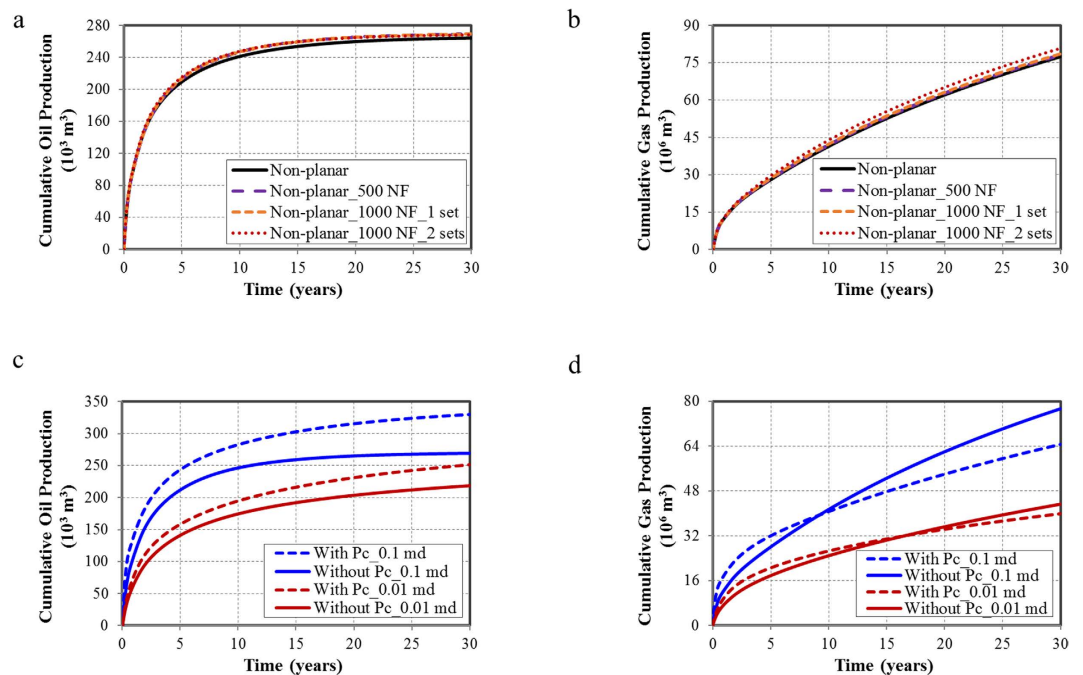 a
Cumulative Oil Production
(10³ m³)
280
240
200
160
120
80
40
0
Non-planar
Non-planar_500 NF
Non-planar_1000 NF_1 set
Non-planar_1000 NF_2 sets
0 5 10 15 20 25 30
Time (years)
b
Cumulative Gas Production
(10⁶ m³)
90
75
60
45
30
15
0
Non-planar
Non-planar_500 NF
Non-planar_1000 NF_1 set
Non-planar_1000 NF_2 sets
0 5 10 15 20 25 30
Time (years)
c
Cumulative Oil Production
(10³ m³)
350
300
250
200
150
100
50
0
With Pc_0.1 md
Without Pc_0.1 md
With Pc_0.01 md
Without Pc_0.01 md
0 5 10 15 20 25 30
Time (years)
d
Cumulative Gas Production
(10⁶ m³)
80
64
48
32
16
0
With Pc_0.1 md
Without Pc_0.1 md
With Pc_0.01 md
Without Pc_0.01 md
0 5 10 15 20 25 30
Time (years)